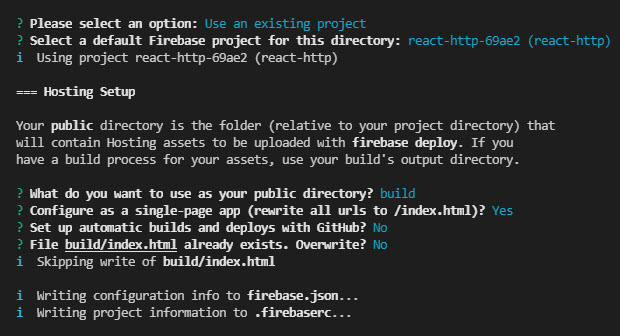 ? Please select an option: Use an existing project
? Select a default Firebase project for this directory: react-http-69ae2 (react-http)
i  Using project react-http-69ae2 (react-http)
=== Hosting Setup
Your public directory is the folder (relative to your project directory) that
will contain Hosting assets to be uploaded with firebase deploy. If you
have a build process for your assets, use your build's output directory.
? What do you want to use as your public directory? build
? Configure as a single-page app (rewrite all urls to /index.html)? Yes
? Set up automatic builds and deploys with GitHub? No
? File build/index.html already exists. Overwrite? No
i  Skipping write of build/index.html
i  Writing configuration info to firebase.json...
i  Writing project information to .firebaserc...